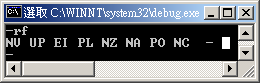 選取 C:\WINNT\system32\debug.exe
-rf
NV UP EI PL NZ NA PO NC  -
-